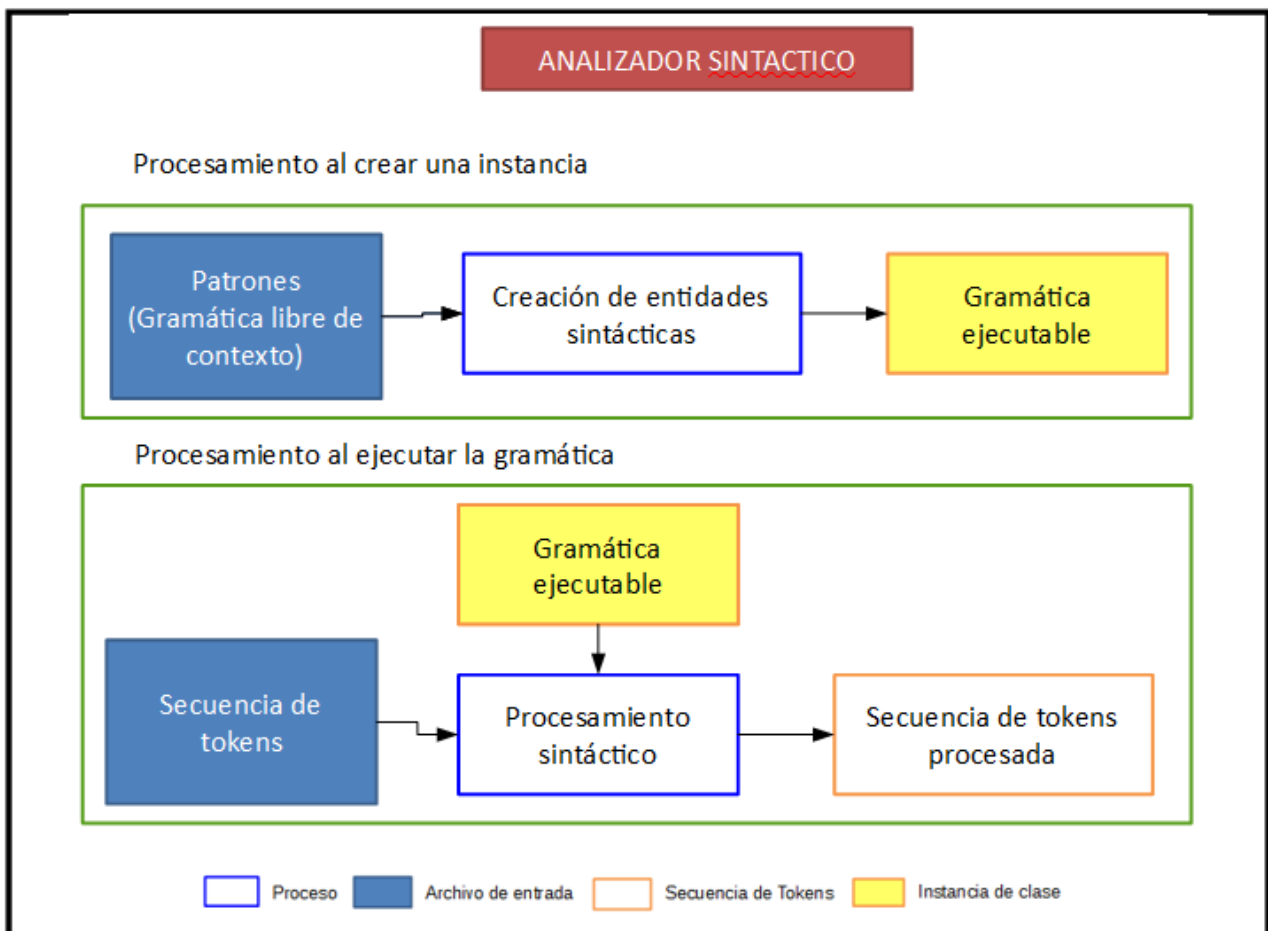 ANALIZADOR SINTACTICO
Procesamiento al crear una instancia
Patrones
(Gramática libre de
contexto)
Creación de entidades
sintácticas
Gramática
ejecutable
Procesamiento al ejecutar la gramática
Gramática
ejecutable
Secuencia de
tokens
Procesamiento
sintáctico
Secuencia de tokens
procesada
Proceso
Archivo de entrada
Secuencia de Tokens
Instancia de clase